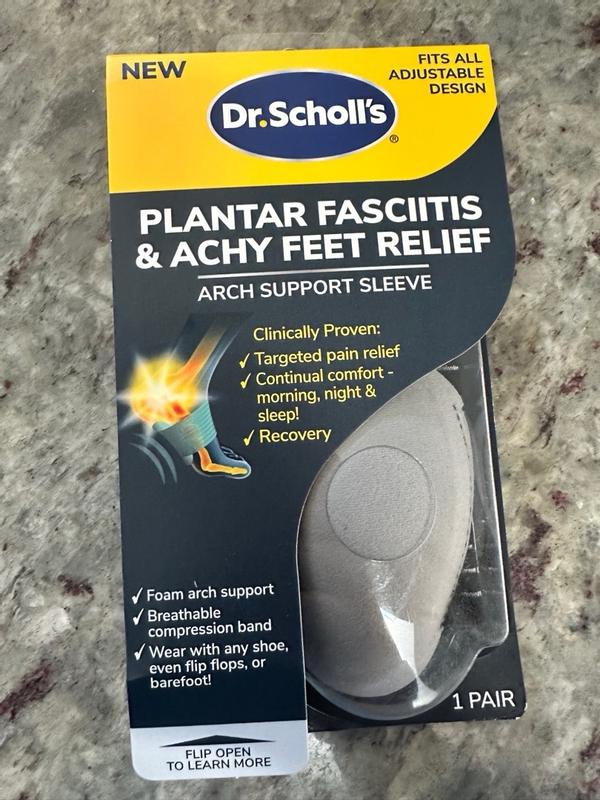 NEW
FITS ALL
ADJUSTABLE
DESIGN
Dr.Scholl's®
PLANTAR FASCIITIS
& ACHY FEET RELIEF
ARCH SUPPORT SLEEVE
Clinically Proven:
✓ Targeted pain relief
✓ Continual comfort -
morning, night &
sleep!
✓ Recovery
✓ Foam arch support
✓ Breathable
compression band
✓ Wear with any shoe,
even flip flops, or
barefoot!
1 PAIR
FLIP OPEN
TO LEARN MORE